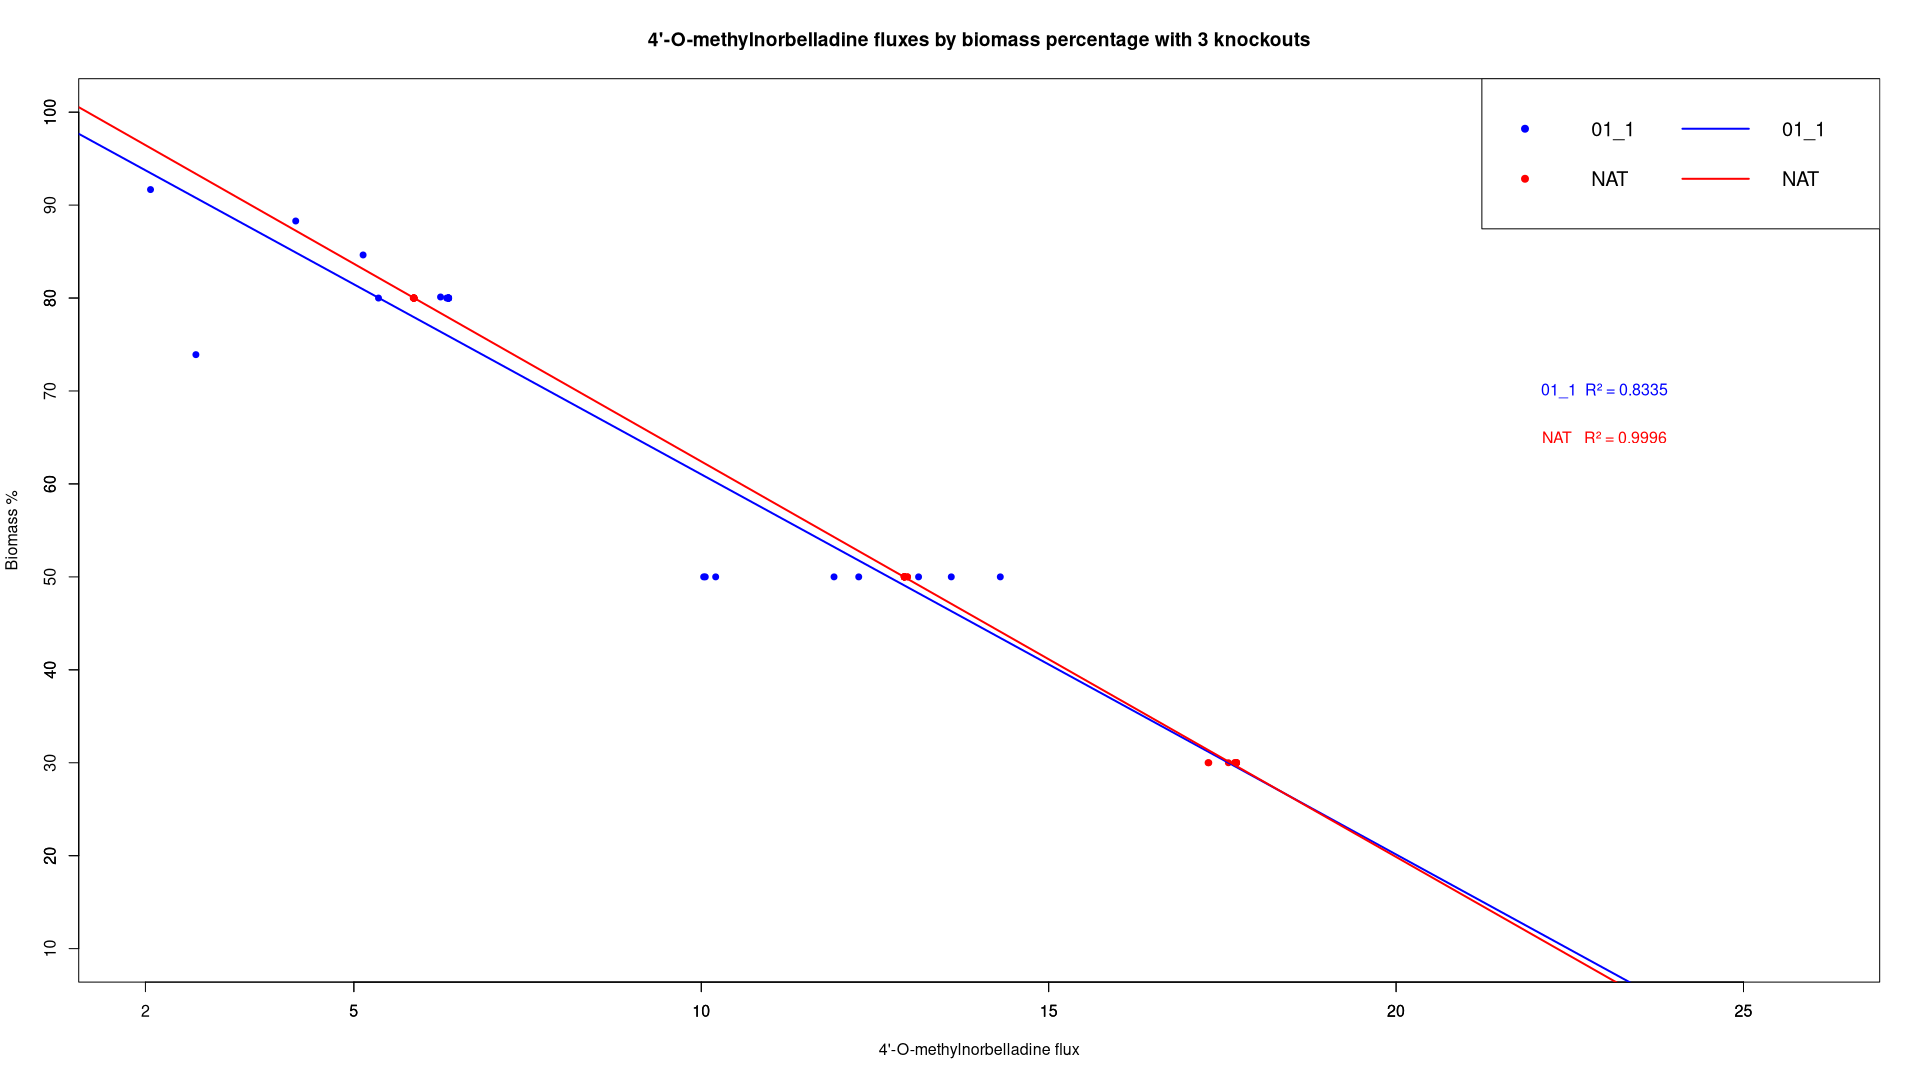 4'-O-methylnorbelladine fluxes by biomass percentage with 3 knockouts
01_1 01_1
NAT NAT
01_1 R² = 0.8335
NAT R² = 0.9996
Biomass %
100
90
80
70
60
50
40
30
20
10
2 5 10 15 20 25
4'-O-methylnorbelladine flux